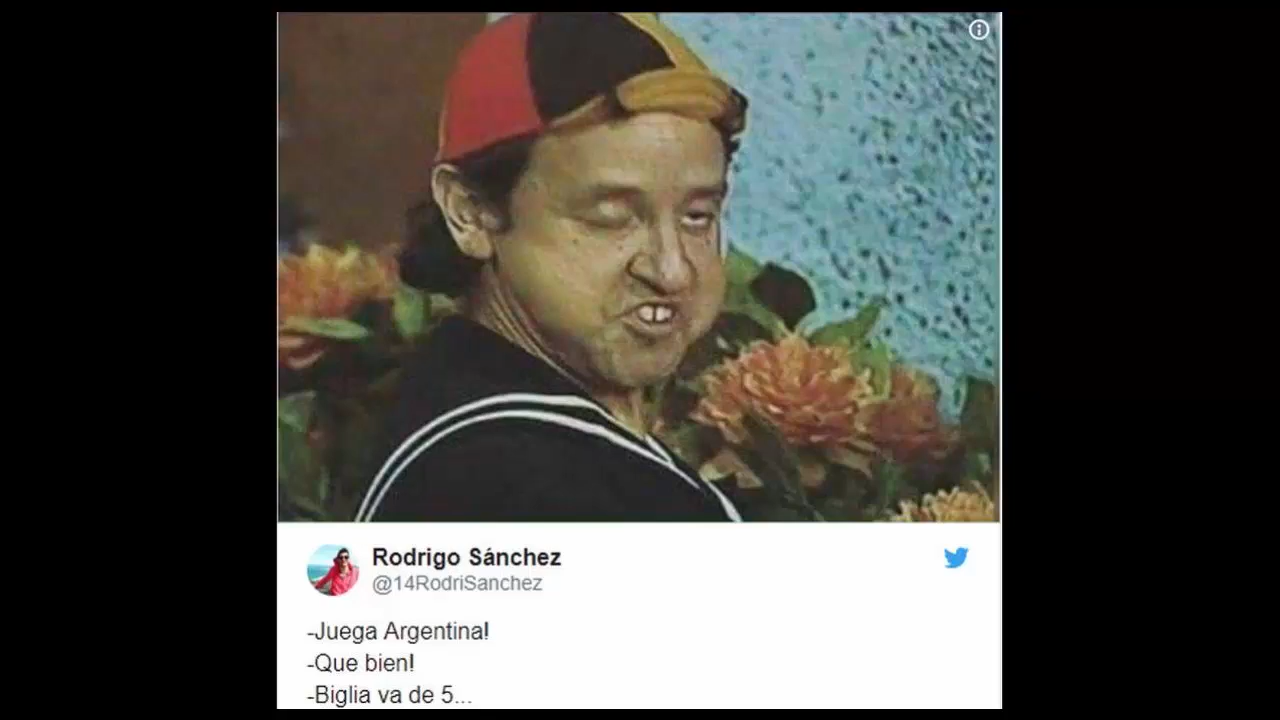 Rodrigo Sánchez
@14RodriSanchez
-Juega Argentina!
-Que bien!
-Biglia va de 5...